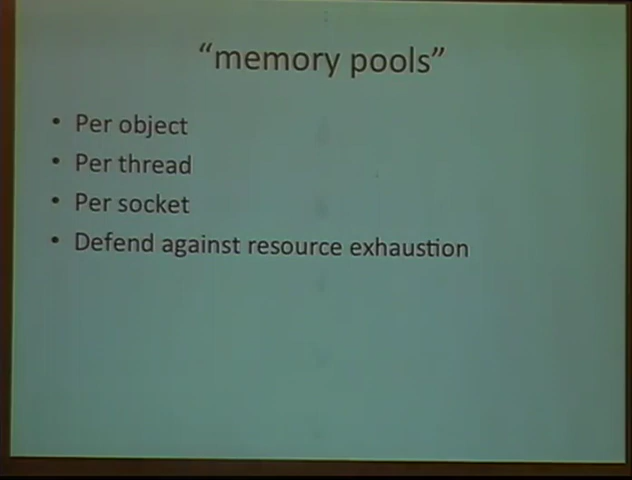 “memory pools”
• Per object
• Per thread
• Per socket
• Defend against resource exhaustion